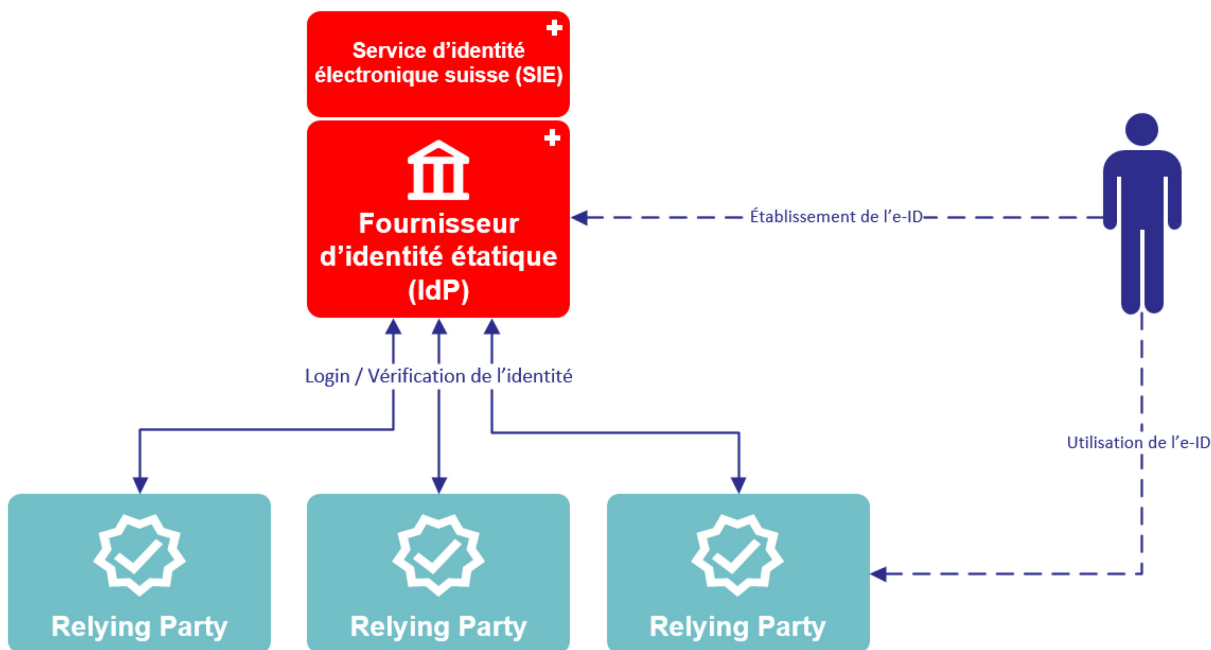 Service d’identité
électronique suisse (SIE)
Fournisseur
d’identité étatique
(IdP)
Établissement de l’e-ID
Login / Vérification de l’identité
Utilisation de l’e-ID
Relying Party
Relying Party
Relying Party